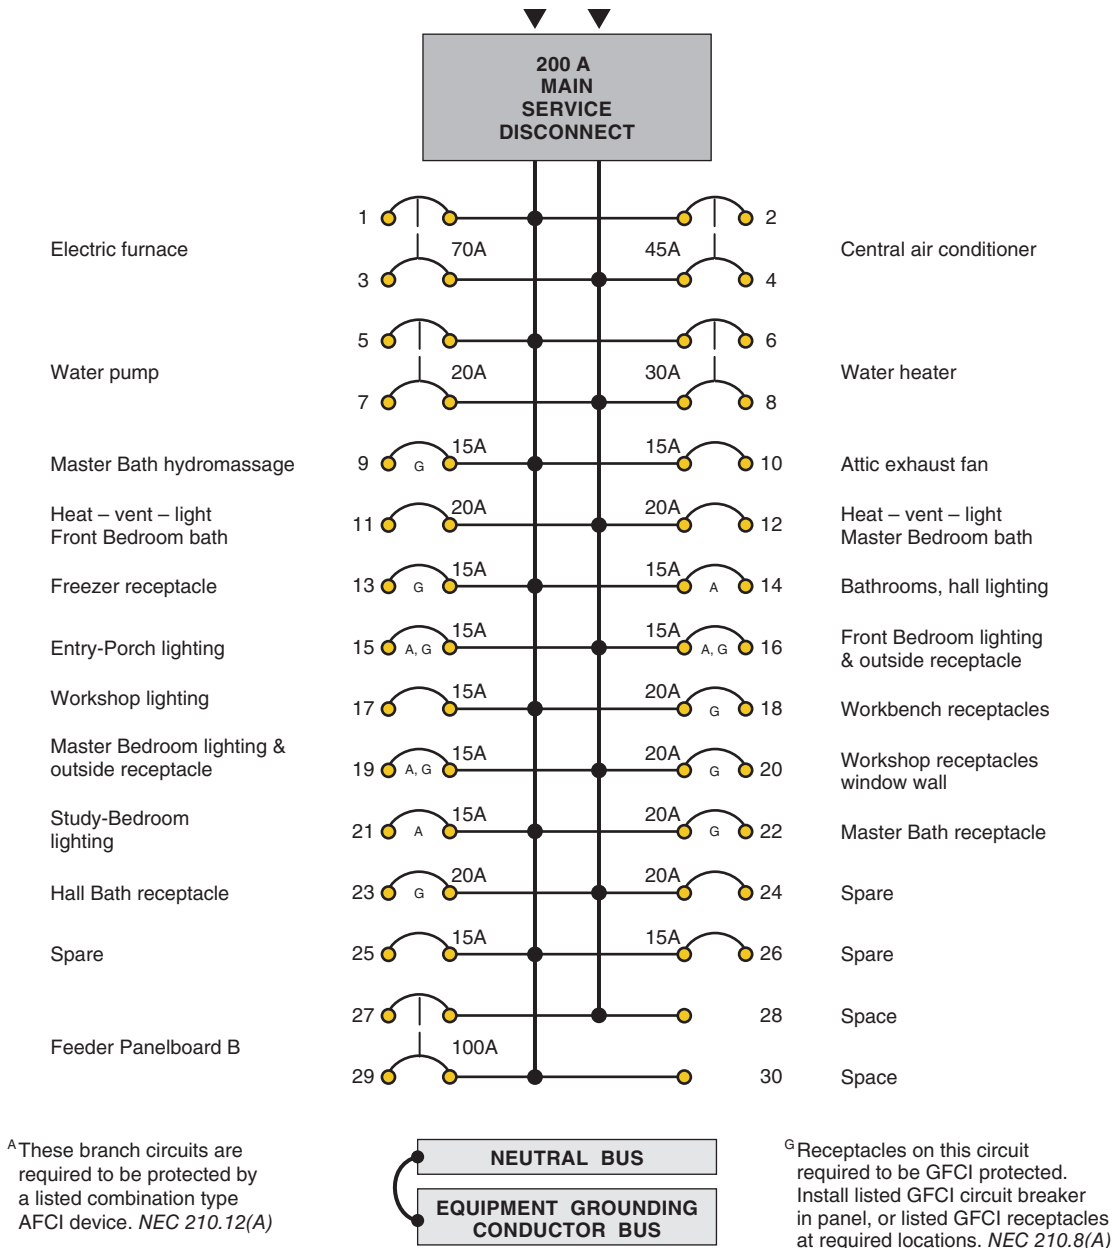 200 A
MAIN
SERVICE
DISCONNECT
1
2
Electric furnace
70A
45A
Central air conditioner
3
4
5
6
Water pump
20A
30A
Water heater
7
8
Master Bath hydromassage
9
G
15A
15A
10
Attic exhaust fan
Heat – vent – light
Front Bedroom bath
11
20A
20A
12
Heat – vent – light
Master Bedroom bath
Freezer receptacle
13
G
15A
15A
A
14
Bathrooms, hall lighting
Entry-Porch lighting
15
A, G
15A
15A
A, G
16
Front Bedroom lighting
& outside receptacle
Workshop lighting
17
15A
20A
G
18
Workbench receptacles
Master Bedroom lighting &
outside receptacle
19
A, G
15A
20A
G
20
Workshop receptacles
window wall
Study-Bedroom
lighting
21
A
15A
20A
G
22
Master Bath receptacle
Hall Bath receptacle
23
G
20A
20A
24
Spare
Spare
25
15A
15A
26
Spare
27
28
Space
Feeder Panelboard B
100A
29
30
Space
A These branch circuits are
required to be protected by
a listed combination type
AFCI device. NEC 210.12(A)
NEUTRAL BUS
EQUIPMENT GROUNDING
CONDUCTOR BUS
G Receptacles on this circuit
required to be GFCI protected.
Install listed GFCI circuit breaker
in panel, or listed GFCI receptacles
at required locations. NEC 210.8(A)